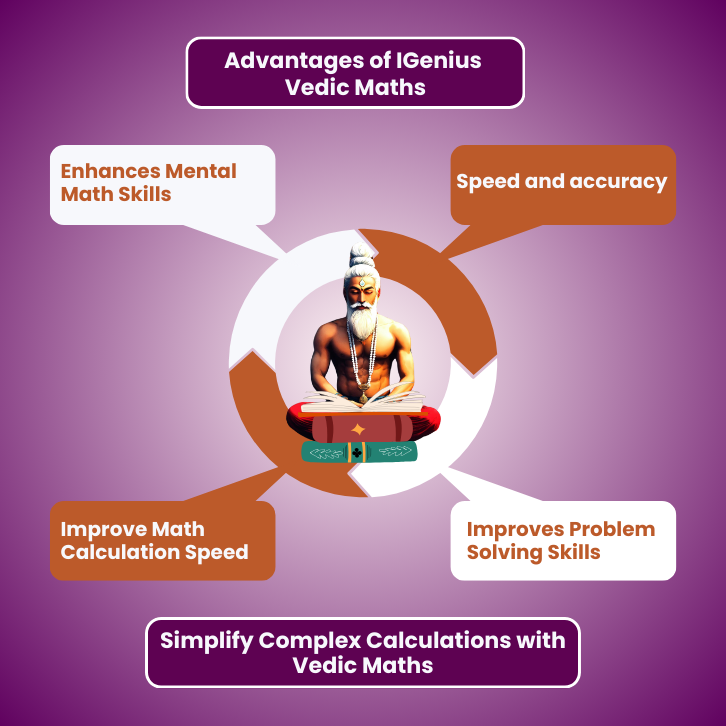 Advantages of IGenius
Vedic Maths
Enhances Mental
Math Skills
Speed and accuracy
Improve Math
Calculation Speed
Improves Problem
Solving Skills
Simplify Complex Calculations with
Vedic Maths